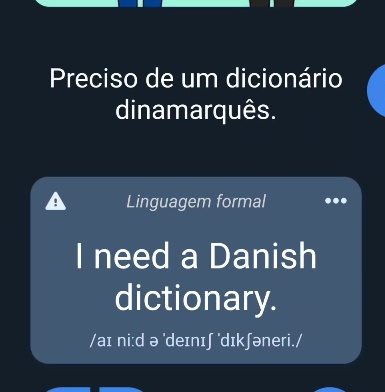 Preciso de um dicionário
dinamarquês.
Linguagem formal
I need a Danish
dictionary.
/aɪ niːd ə ˈdeɪnɪʃ ˈdɪkʃəneri./